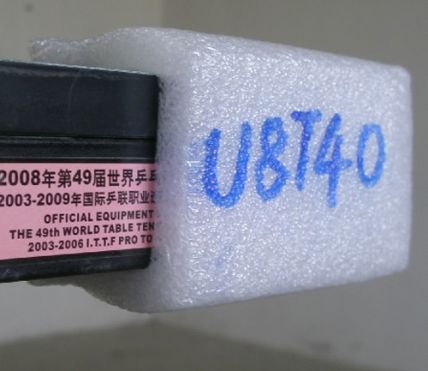 2008年第49届世界乒乓
2003-2009年国际乒联职业巡
OFFICIAL EQUIPMENT
THE 49th WORLD TABLE TEN
2003-2006 I.T.T.F PRO TO
U8T40